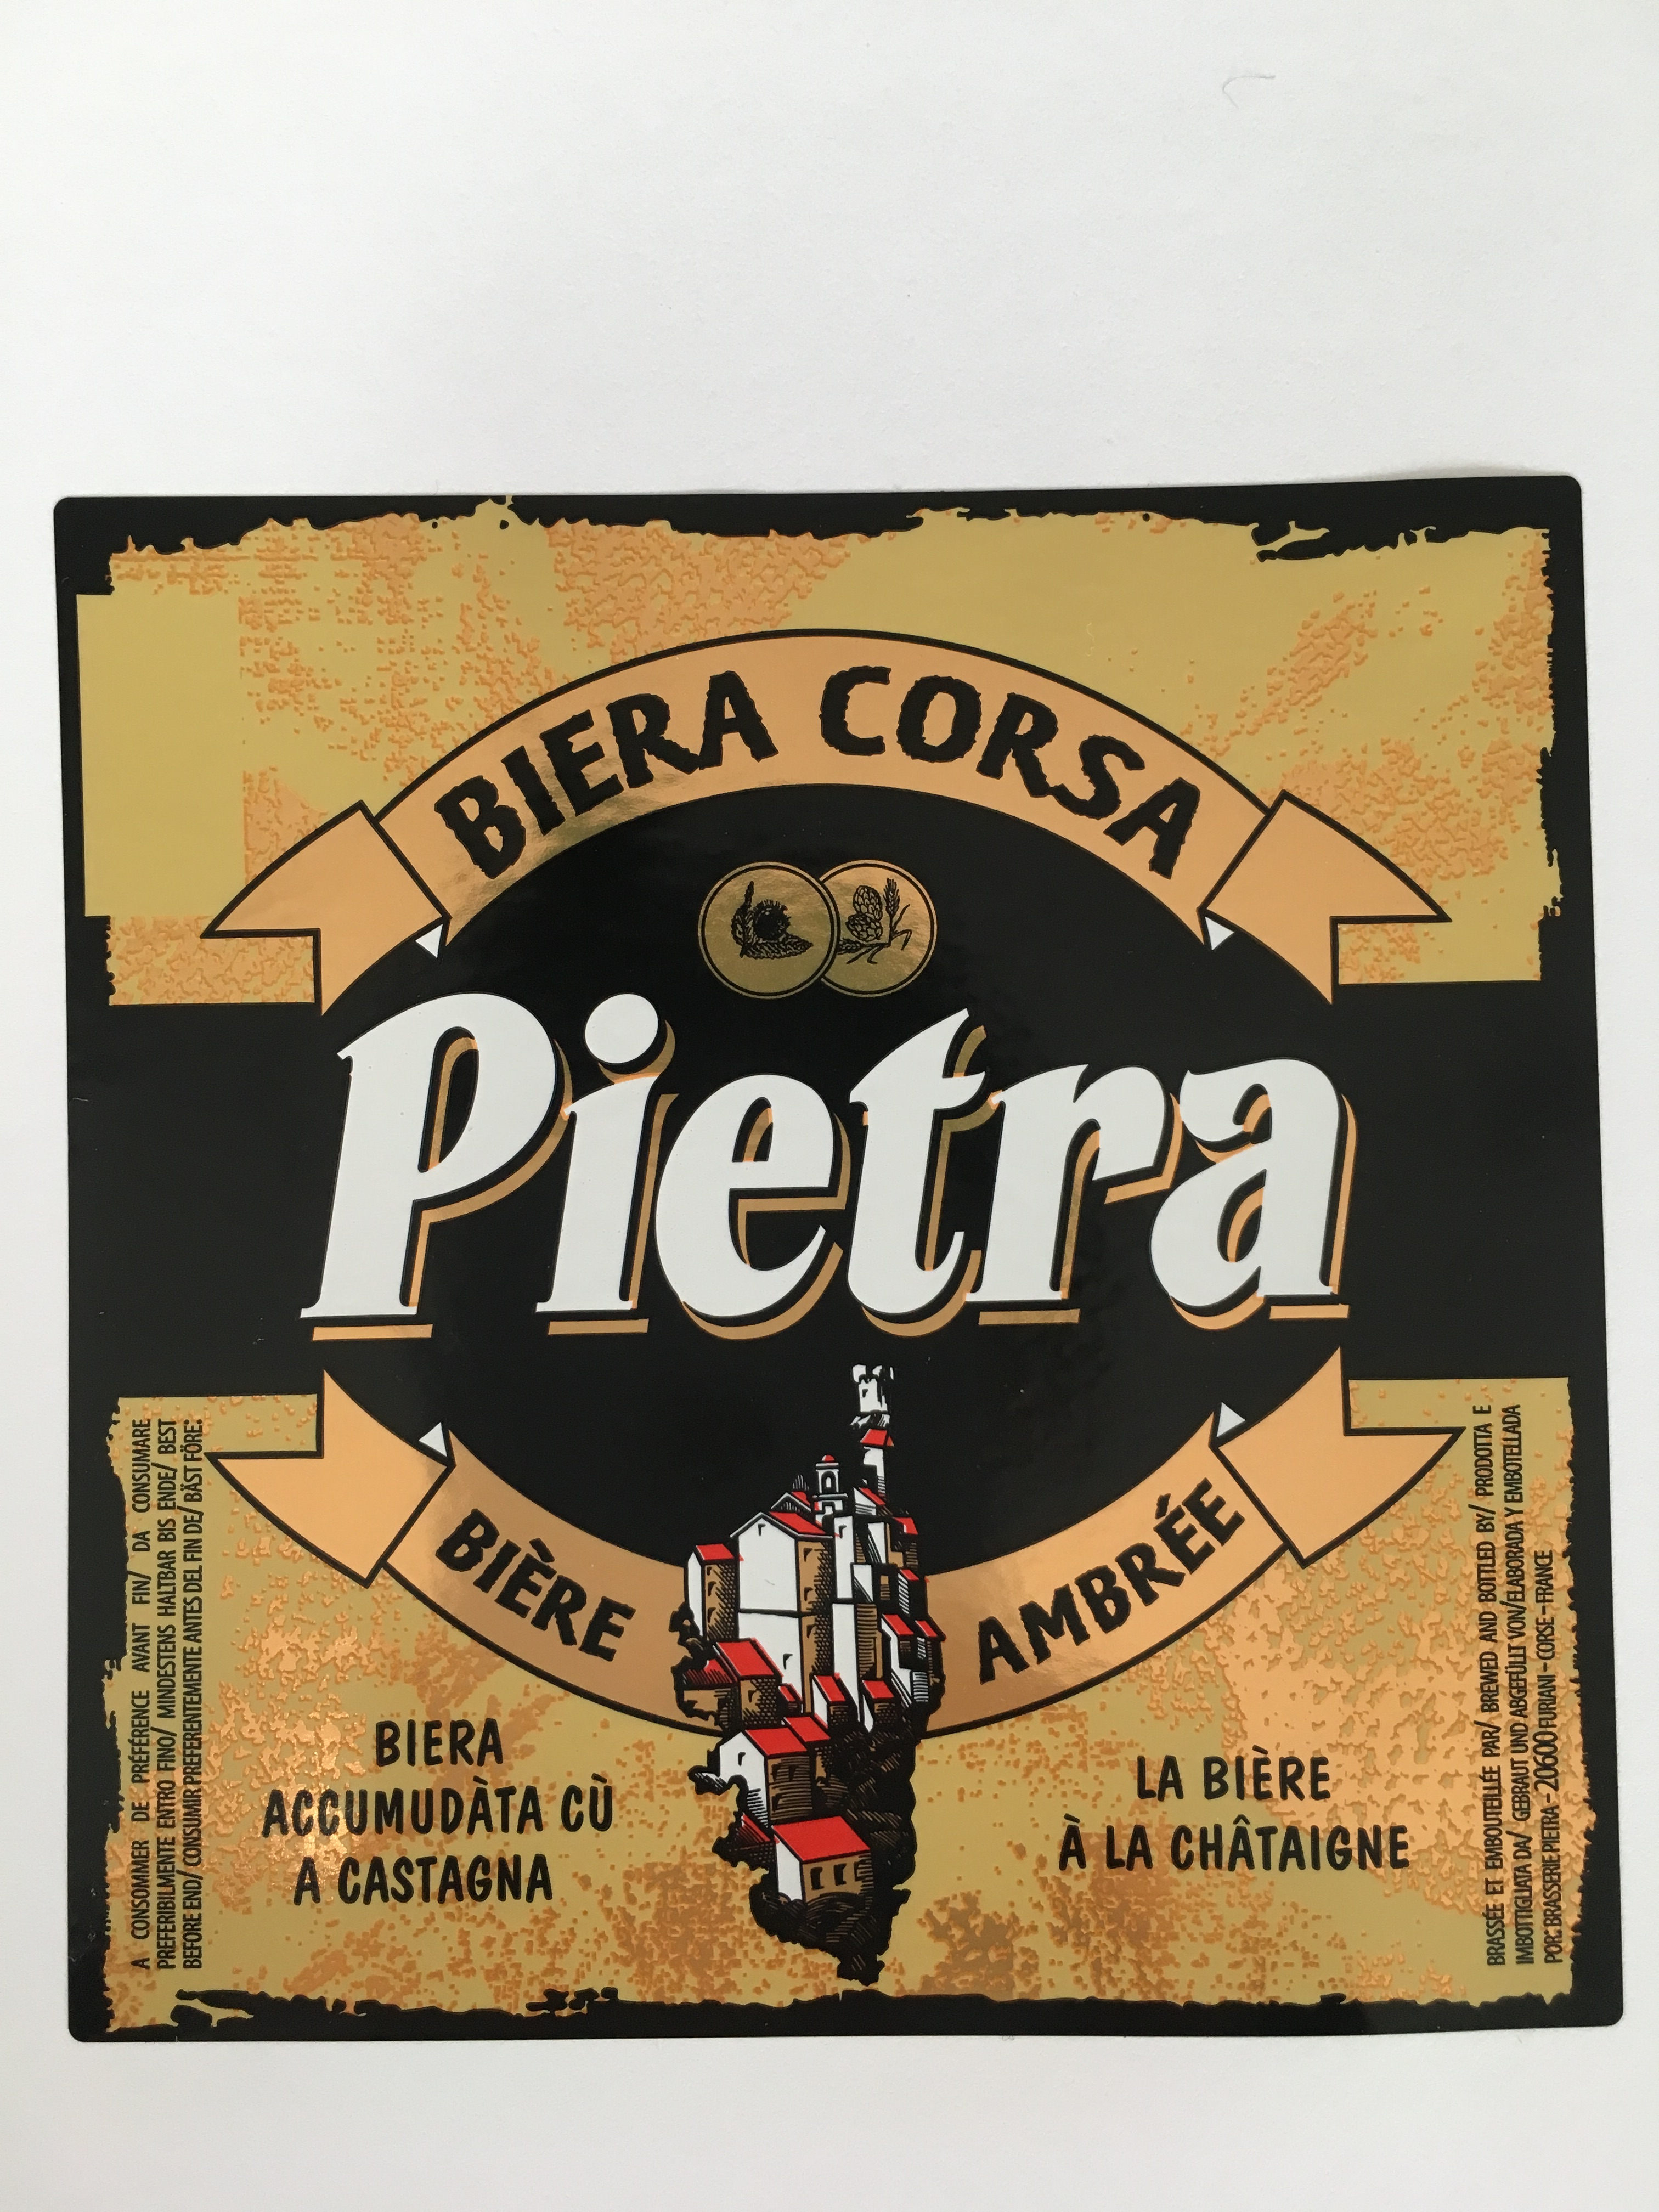 BIERA CORSA
Pietra
BIÈRE AMBRÉE
BIERA
ACCUMUDÀTA CÙ
A CASTAGNA
LA BIÈRE
À LA CHÂTAIGNE
A CONSOMMER DE PRÉFÉRENCE AVANT FIN/ DA CONSUMARE
PREFERIBILMENTE ENTRO FINO/ MINDESTENS HALTBAR BIS ENDE/ BEST
BEFORE END/ CONSUMIR PREFERENTEMENTE ANTES DEL FIN DE/ BÄST FÖRE:
BRASSÉE ET EMBOUTEILLÉE PAR/ BREWED AND BOTTLED BY/ PRODOTTA E
IMBOTTIGLIATA DA/ GEBRAUT UND ABGEFÜLLT VON/ELABORADA Y EMBOTELLADA
POR: BRASSERIE PIETRA - 20600 FURIANI - CORSE - FRANCE